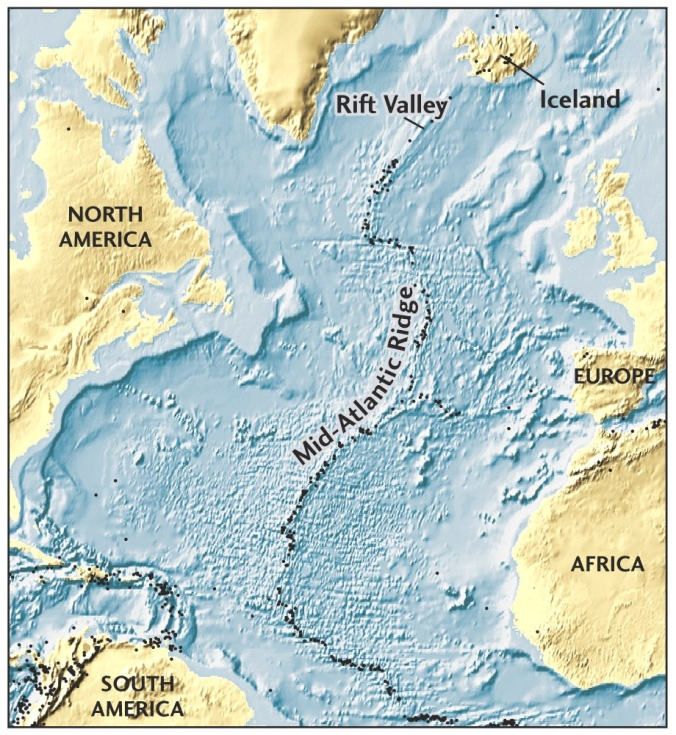 Rift Valley
Iceland
NORTH
AMERICA
Mid-Atlantic Ridge
EUROPE
AFRICA
SOUTH
AMERICA